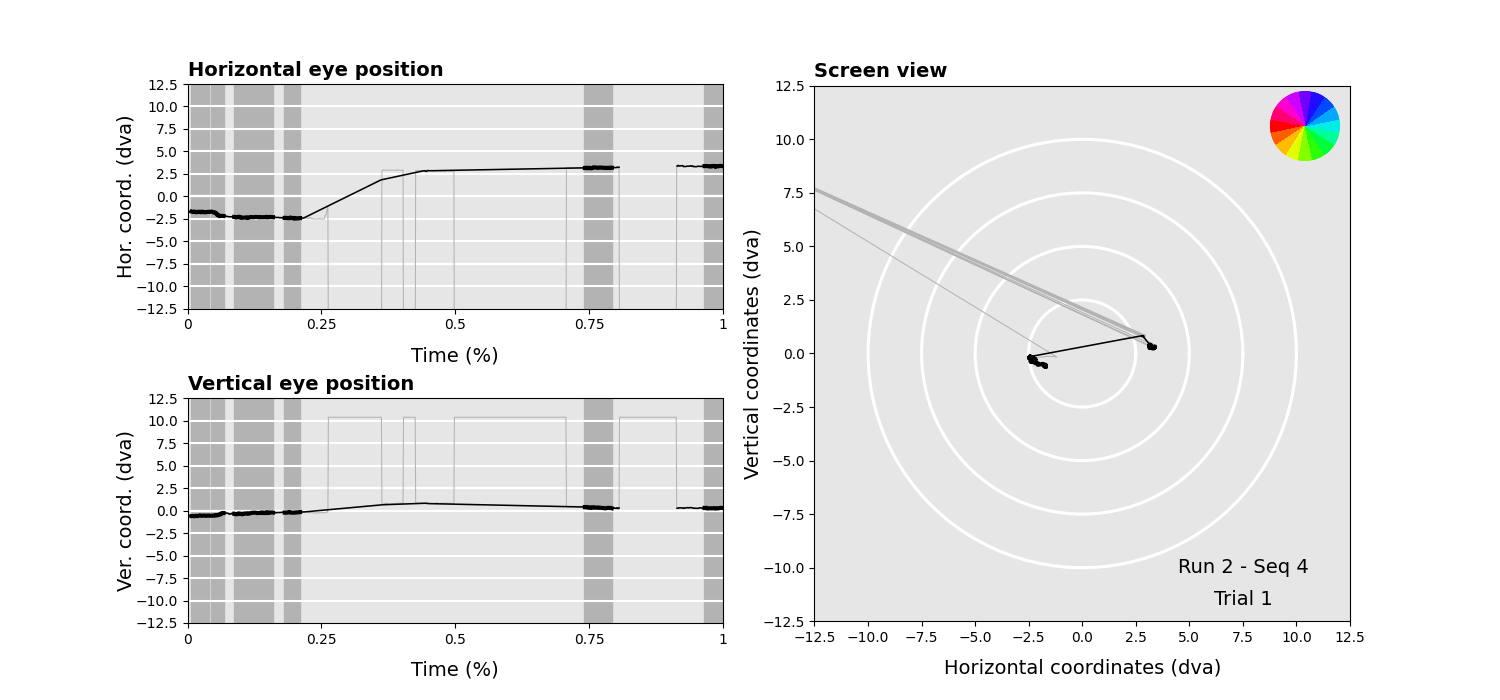 Horizontal eye position
12.5
10.0
7.5
5.0
2.5
0.0
−2.5
−5.0
−7.5
−10.0
−12.5
Hor. coord. (dva)
0 0.25 0.5 0.75 1
Time (%)
Vertical eye position
12.5
10.0
7.5
5.0
2.5
0.0
−2.5
−5.0
−7.5
−10.0
−12.5
Ver. coord. (dva)
0 0.25 0.5 0.75 1
Time (%)
Screen view
12.5
10.0
7.5
5.0
2.5
0.0
−2.5
−5.0
−7.5
−10.0
−12.5
Vertical coordinates (dva)
Run 2 - Seq 4
Trial 1
−12.5 −10.0 −7.5 −5.0 −2.5 0.0 2.5 5.0 7.5 10.0 12.5
Horizontal coordinates (dva)